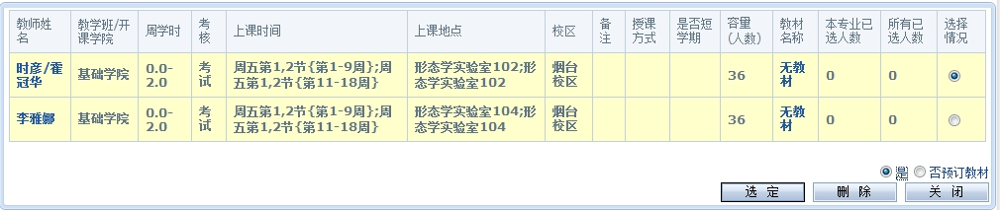 教师姓名 教学班/开课学院 周学时 考核 上课时间 上课地点 校区 备注 授课方式 是否短学期 容量(人数) 教材名称 本专业已选人数 所有已选人数 选择情况
时彦/霍冠华 基础学院 0.0-2.0 考试 周五第1,2节{第1-9周};周五第1,2节{第11-18周} 形态学实验室102;形态学实验室102 烟台校区 36 无教材 0 0
李雅娜 基础学院 0.0-2.0 考试 周五第1,2节{第1-9周};周五第1,2节{第11-18周} 形态学实验室104;形态学实验室104 烟台校区 36 无教材 0 0
是 否预订教材
选 定 删 除 关 闭